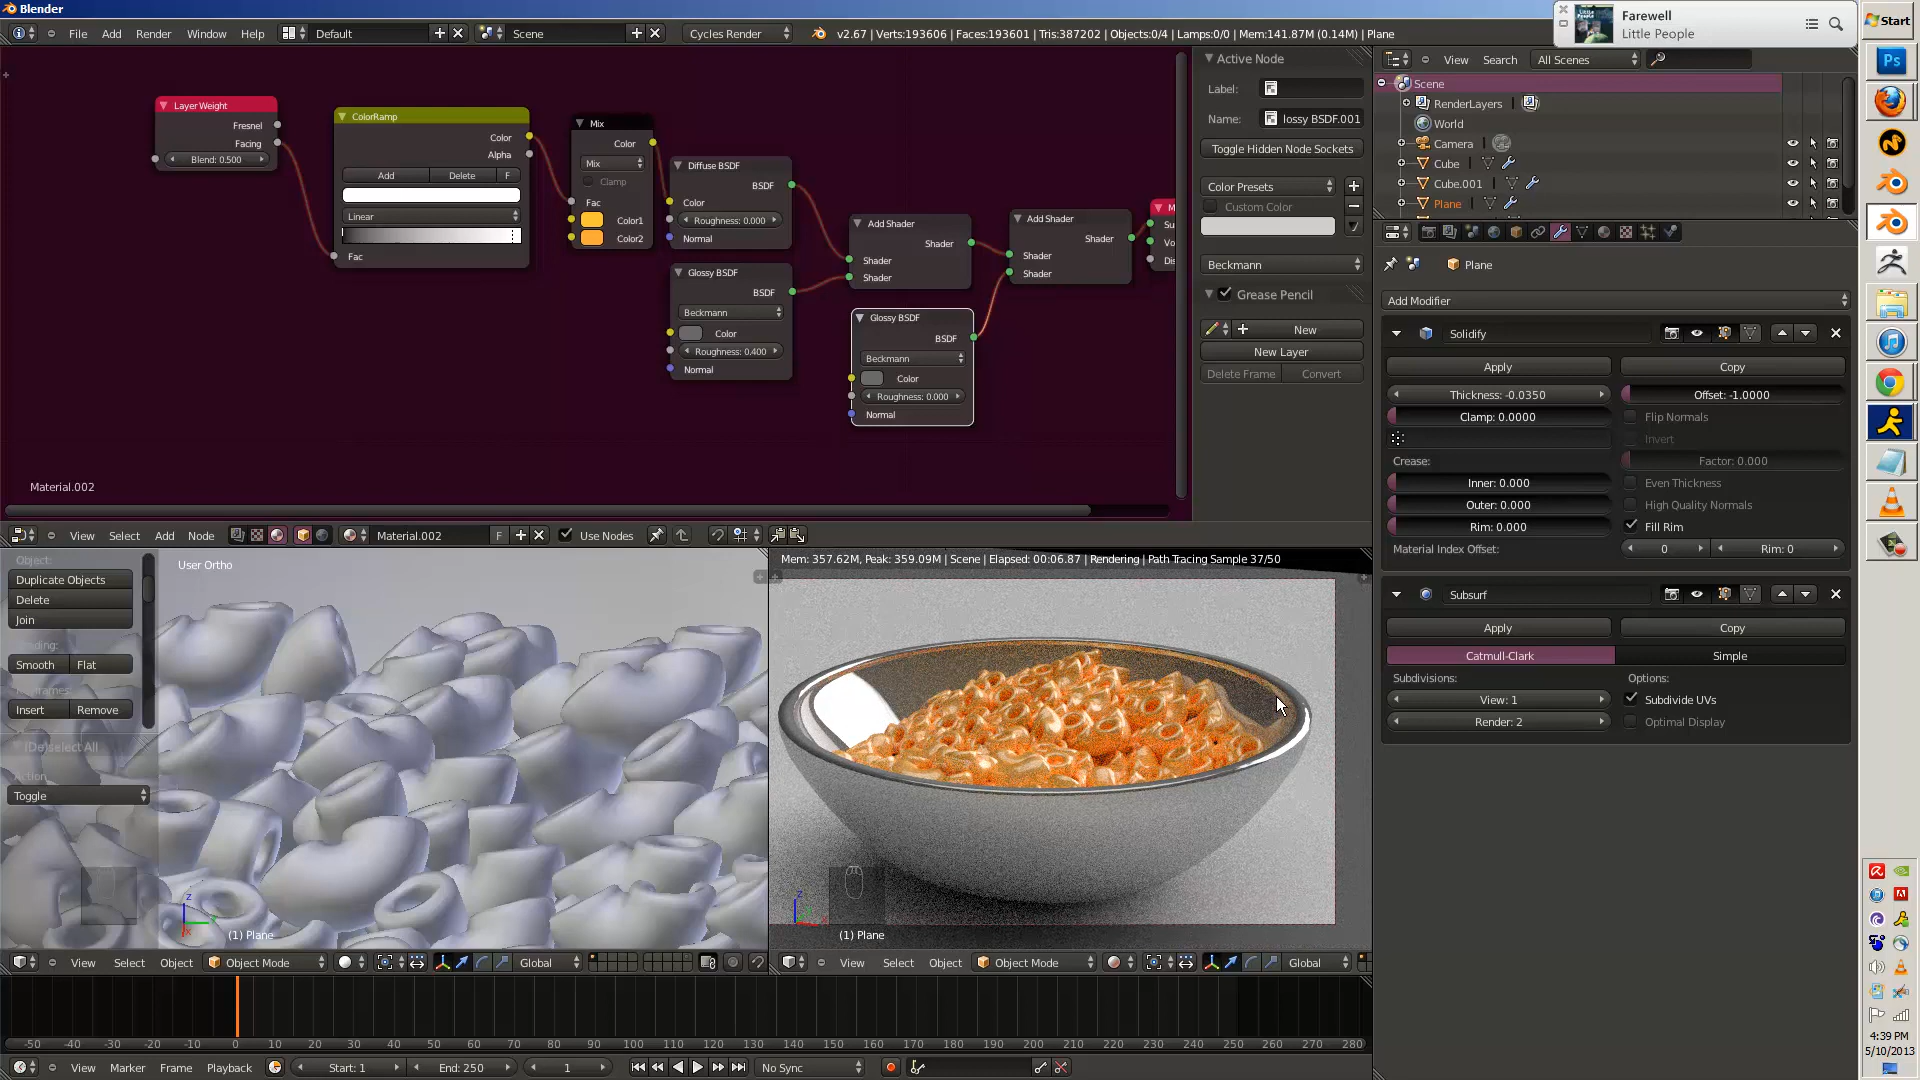 Blender
Farewell
Little People
Start
File Add Render Window Help
Default
Scene
Cycles Render
v2.67 | Verts:193606 | Faces:193601 | Tris:387202 | Objects:0/4 | Lamps:0/0 | Mem:141.87M (0.14M) | Plane
Layer Weight
Fresnel
Facing
Blend: 0.500
ColorRamp
Color
Alpha
Add Delete F
Linear
Fac
Mix
Color
Mix
Clamp
Fac
Color1
Color2
Diffuse BSDF
BSDF
Color
Roughness: 0.000
Normal
Glossy BSDF
BSDF
Beckmann
Color
Roughness: 0.400
Normal
Add Shader
Shader
Shader
Shader
Glossy BSDF
BSDF
Beckmann
Color
Roughness: 0.000
Normal
Add Shader
Shader
Shader
Shader
M
Su
Vo
Dis
Material.002
Active Node
Label:
Name: lossy BSDF.001
Toggle Hidden Node Sockets
Color Presets
Custom Color
Beckmann
Grease Pencil
New
New Layer
Delete Frame Convert
View Search All Scenes
Scene
RenderLayers
World
Camera
Cube
Cube.001
Plane
Plane
Add Modifier
Solidify
Apply Copy
Thickness: -0.0350 Offset: -1.0000
Clamp: 0.0000 Flip Normals
Invert
Crease: Factor: 0.000
Inner: 0.000 Even Thickness
Outer: 0.000 High Quality Normals
Rim: 0.000 Fill Rim
Material Index Offset: 0 Rim: 0
Subsurf
Apply Copy
Catmull-Clark Simple
Subdivisions: Options:
View: 1 Subdivide UVs
Render: 2 Optimal Display
View Select Add Node
Material.002 F
Use Nodes
Object:
Duplicate Objects
Delete
Join
Smooth Flat
Keyframes:
Insert Remove
(De)select All
Action
Toggle
User Ortho
(1) Plane
Mem: 357.62M, Peak: 359.09M | Scene | Elapsed: 00:06.87 | Rendering | Path Tracing Sample 37/50
(1) Plane
View Select Object Object Mode Global
View Select Object Object Mode Global
-50 -40 -30 -20 -10 0 10 20 30 40 50 60 70 80 90 100 110 120 130 140 150 160 170 180 190 200 210 220 230 240 250 260 270 280
View Marker Frame Playback Start: 1 End: 250 1 No Sync
Ps
4:39 PM
5/10/2013